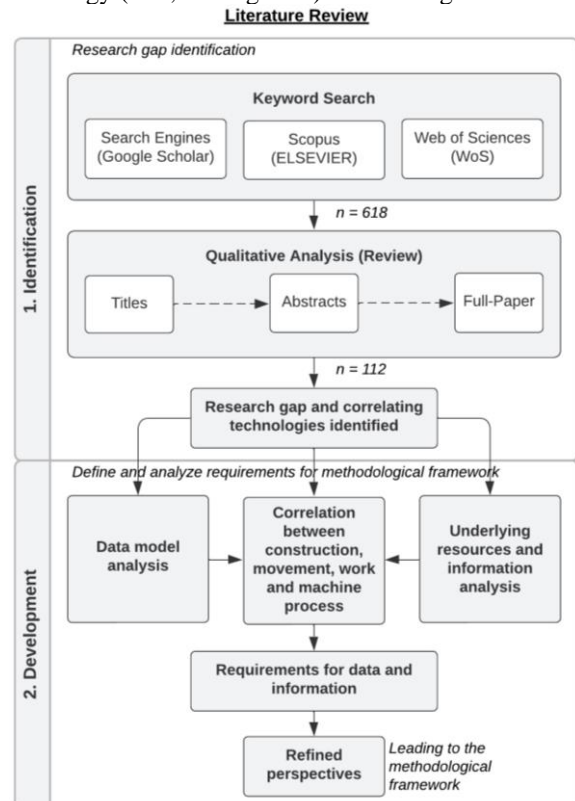 Literature Review
Research gap identification
1. Identification
Keyword Search
Search Engines
(Google Scholar)
Scopus
(ELSEVIER)
Web of Sciences
(WoS)
n = 618
Qualitative Analysis (Review)
Titles
Abstracts
Full-Paper
n = 112
Research gap and correlating
technologies identified
Define and analyze requirements for methodological framework
2. Development
Data model
analysis
Correlation
between
construction,
movement, work
and machine
process
Underlying
resources and
information
analysis
Requirements for data and
information
Refined
perspectives
Leading to the
methodological
framework